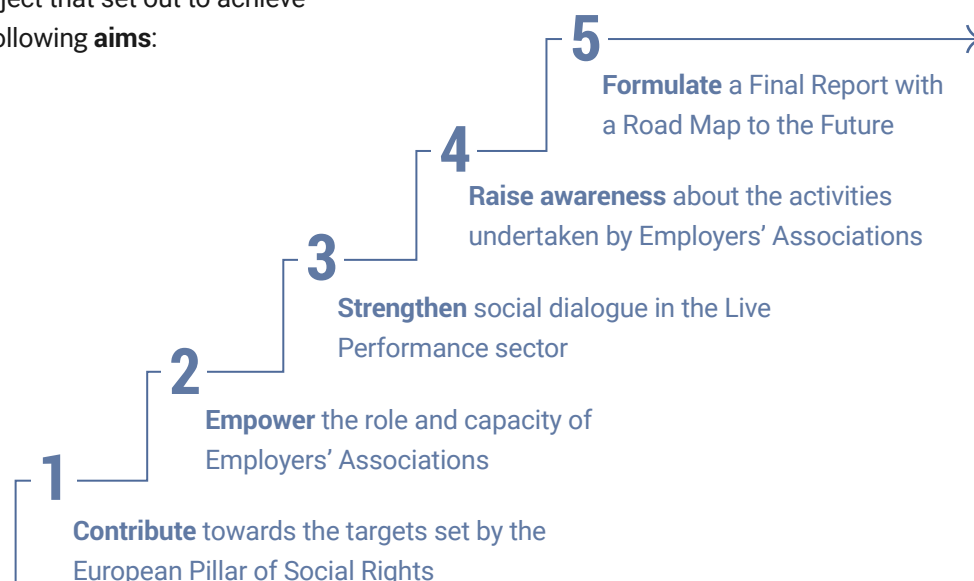 ject that set out to achieve
ollowing aims:
5
Formulate a Final Report with
a Road Map to the Future
4
Raise awareness about the activities
undertaken by Employers’ Associations
3
Strengthen social dialogue in the Live
Performance sector
2
Empower the role and capacity of
Employers’ Associations
1
Contribute towards the targets set by the
European Pillar of Social Rights